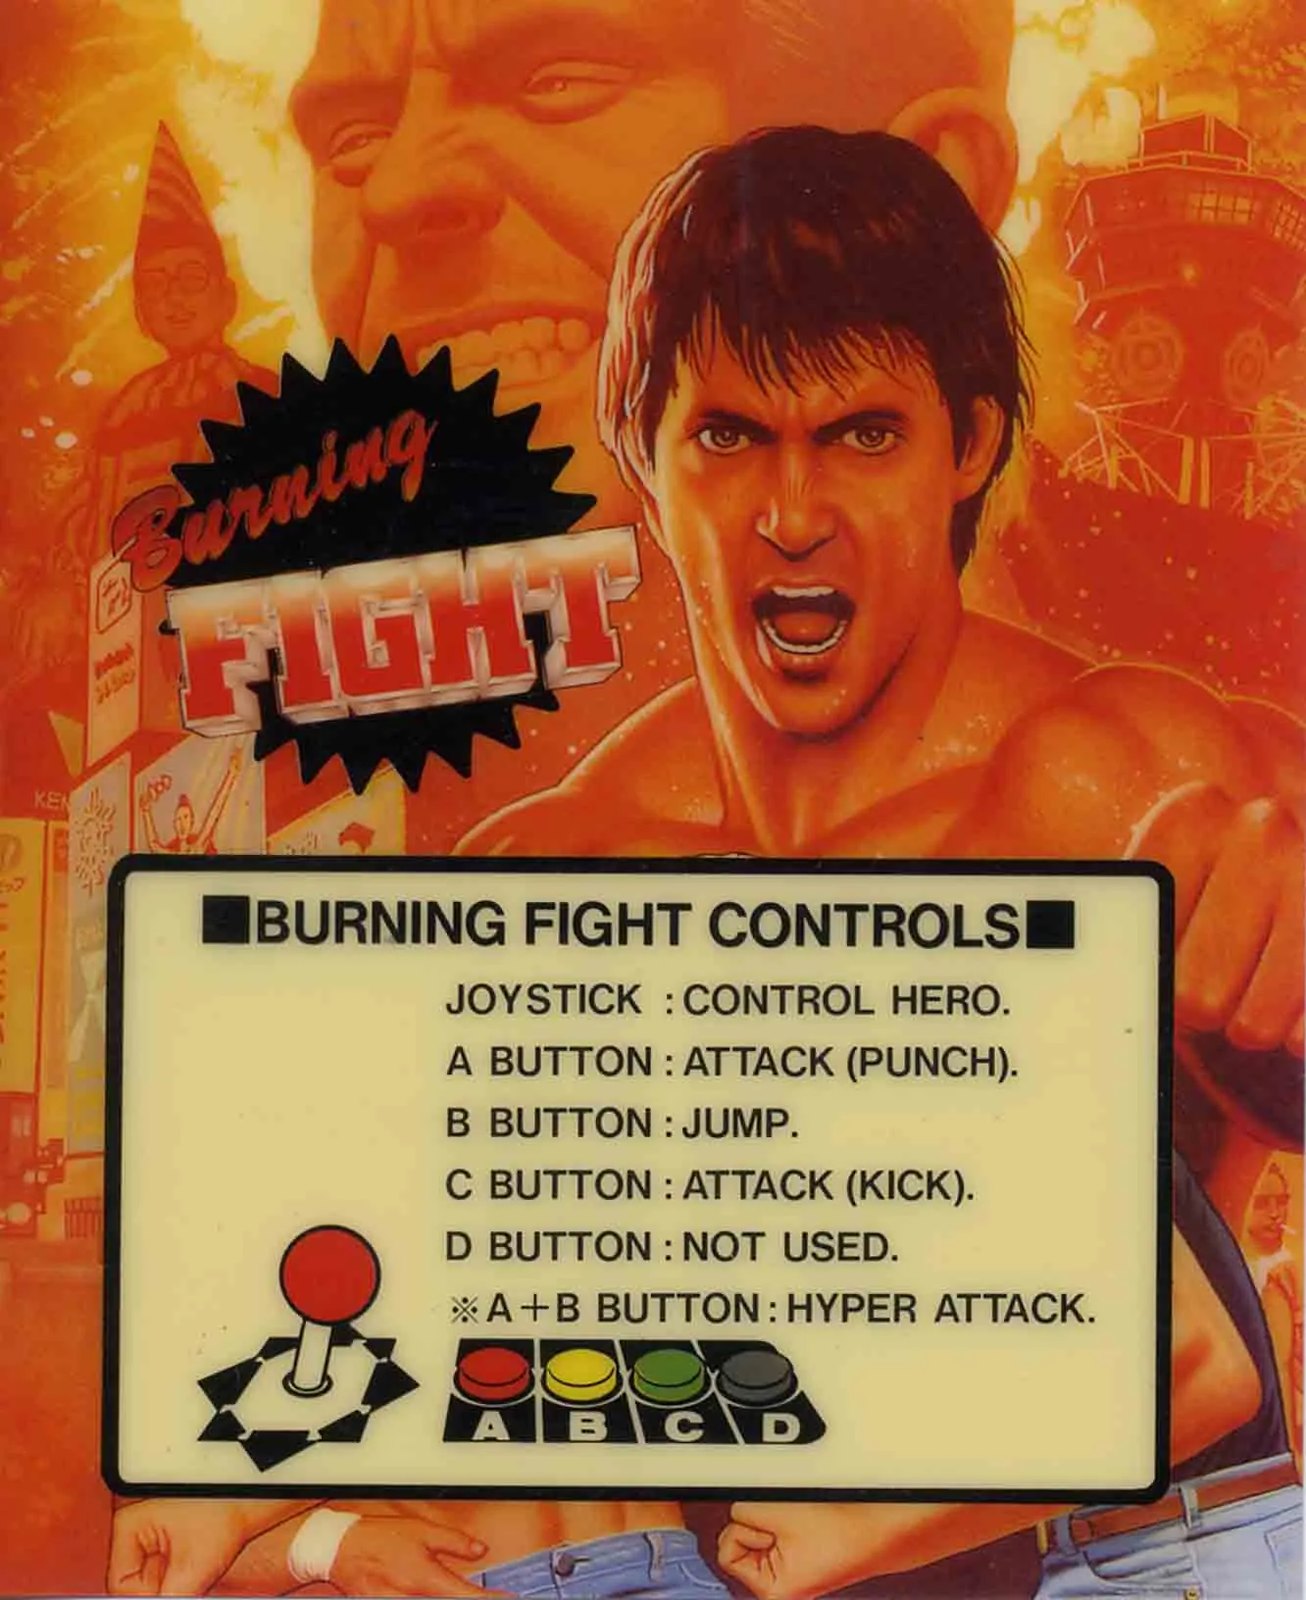 Burning
FIGHT
KEN
■BURNING FIGHT CONTROLS■
JOYSTICK : CONTROL HERO.
A BUTTON : ATTACK (PUNCH).
B BUTTON : JUMP.
C BUTTON : ATTACK (KICK).
D BUTTON : NOT USED.
※A+B BUTTON : HYPER ATTACK.
A B C D